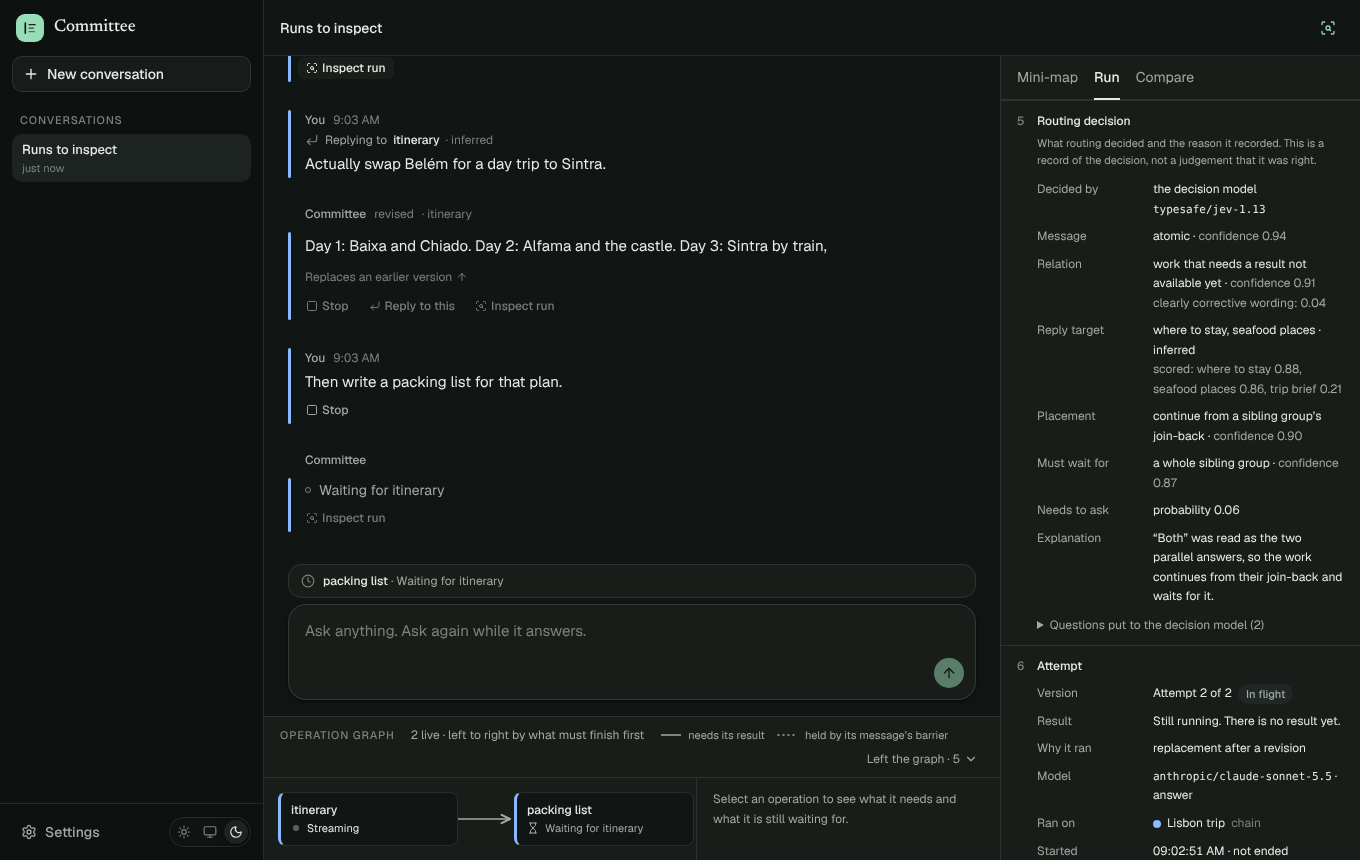 Committee
New conversation
CONVERSATIONS
Runs to inspect
just now
Settings
Runs to inspect
Inspect run
You 9:03 AM
Replying to itinerary · inferred
Actually swap Belém for a day trip to Sintra.
Committee revised · itinerary
Day 1: Baixa and Chiado. Day 2: Alfama and the castle. Day 3: Sintra by train,
Replaces an earlier version ↑
Stop Reply to this Inspect run
You 9:03 AM
Then write a packing list for that plan.
Stop
Committee
Waiting for itinerary
Inspect run
packing list · Waiting for itinerary
Ask anything. Ask again while it answers.
OPERATION GRAPH 2 live · left to right by what must finish first needs its result held by its message's barrier
Left the graph · 5
itinerary
Streaming
packing list
Waiting for itinerary
Select an operation to see what it needs and
what it is still waiting for.
Mini-map Run Compare
5 Routing decision
What routing decided and the reason it recorded. This is a
record of the decision, not a judgement that it was right.
Decided by the decision model
typesafe/jev-1.13
Message atomic · confidence 0.94
Relation work that needs a result not
available yet · confidence 0.91
clearly corrective wording: 0.04
Reply target where to stay, seafood places ·
inferred
scored: where to stay 0.88,
seafood places 0.86, trip brief 0.21
Placement continue from a sibling group's
join-back · confidence 0.90
Must wait for a whole sibling group · confidence
0.87
Needs to ask probability 0.06
Explanation “Both” was read as the two
parallel answers, so the work
continues from their join-back and
waits for it.
Questions put to the decision model (2)
6 Attempt
Version Attempt 2 of 2 In flight
Result Still running. There is no result yet.
Why it ran replacement after a revision
Model anthropic/claude-sonnet-5.5 ·
answer
Ran on Lisbon trip chain
Started 09:02:51 AM · not ended